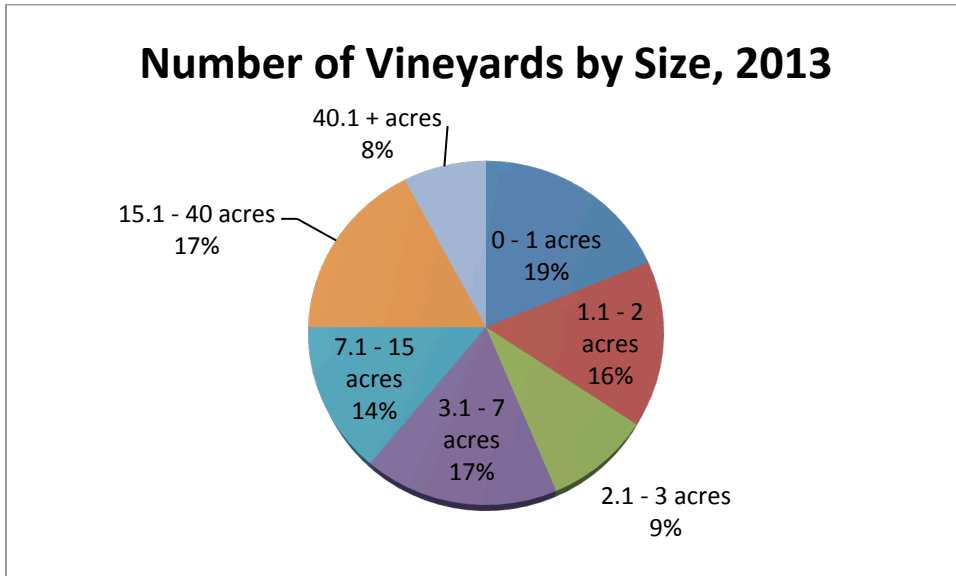 Number of Vineyards by Size, 2013
40.1 + acres
8%
15.1 - 40 acres
17%
0 - 1 acres
19%
1.1 - 2
acres
16%
7.1 - 15
acres
14%
3.1 - 7
acres
17%
2.1 - 3 acres
9%